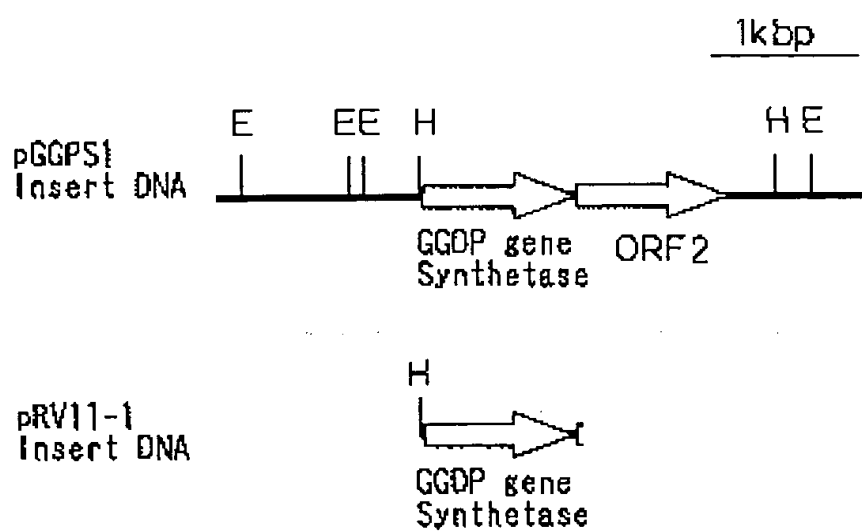 1kbp
E EE H H E
pGGPS1
Insert DNA
GGDP gene
Synthetase
ORF2
H
pRV11-1
Insert DNA
GGDP gene
Synthetase